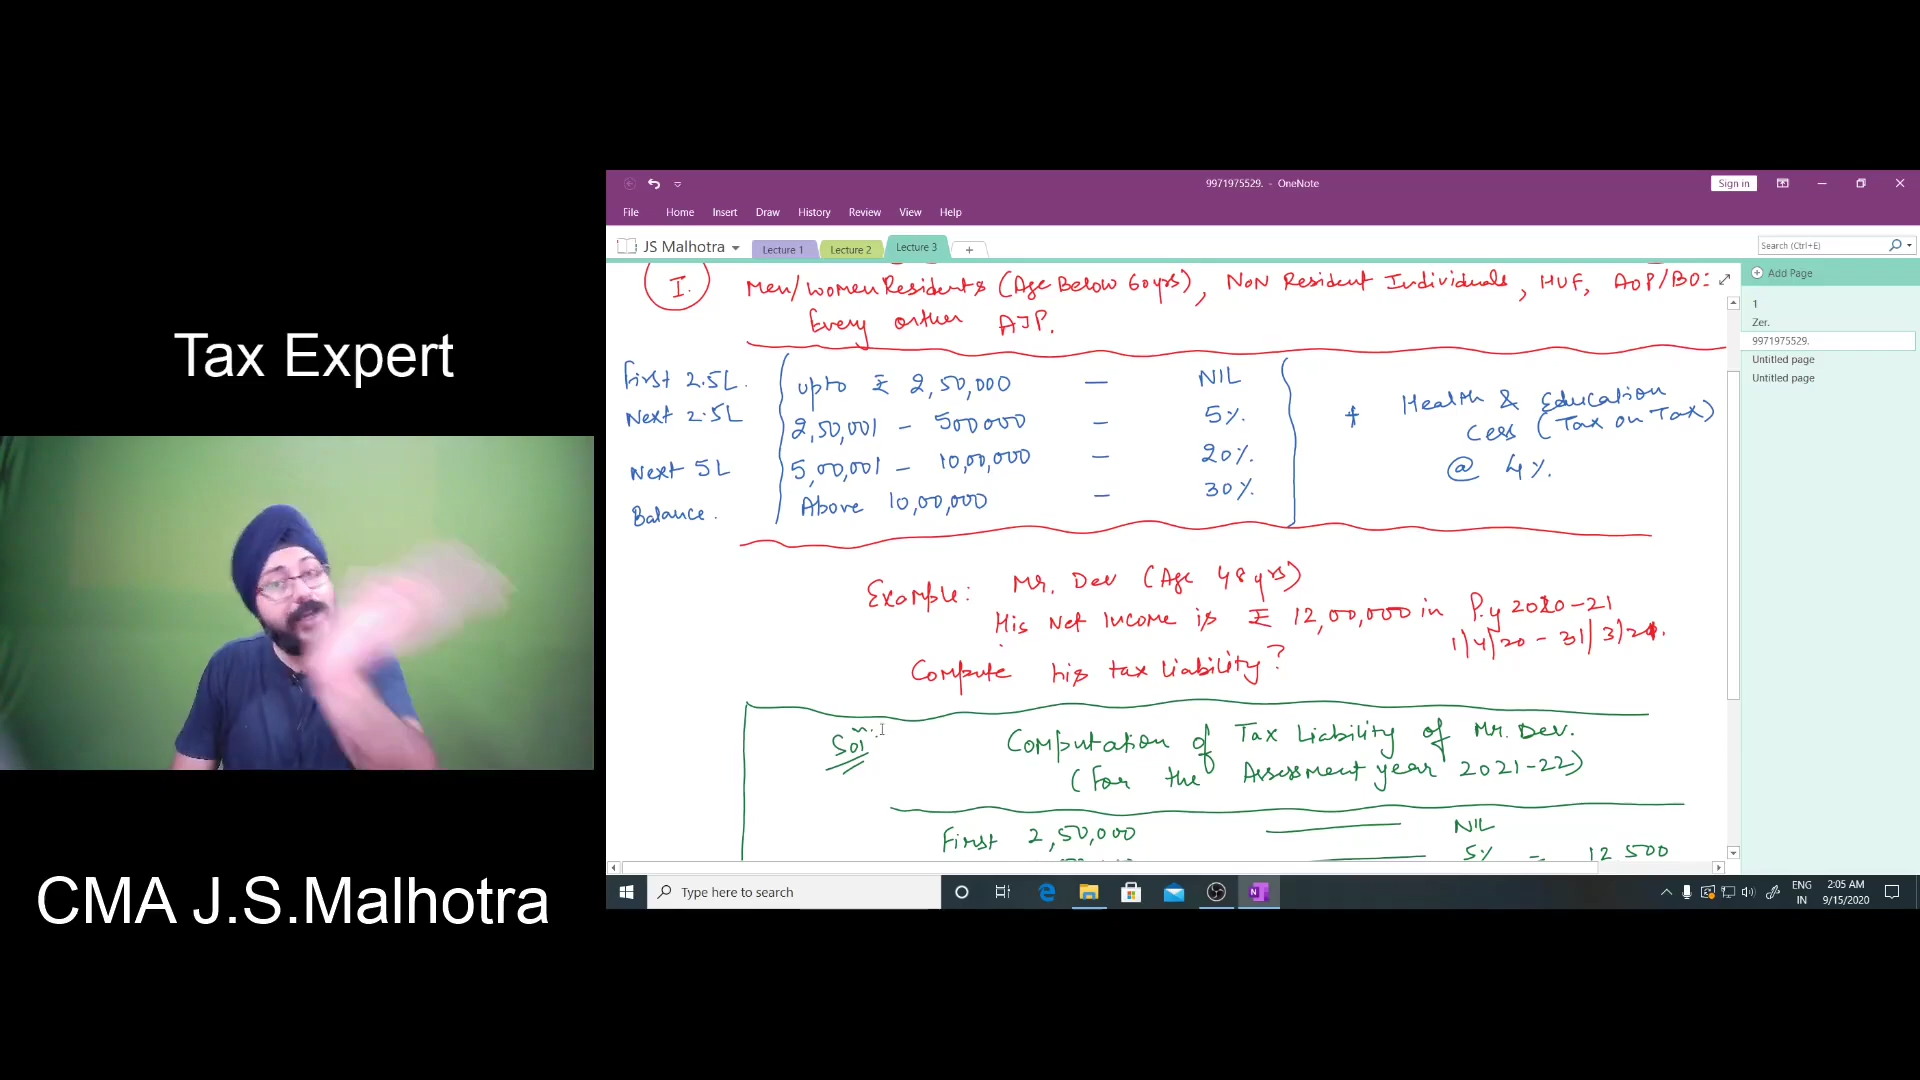 Tax Expert
CMA J.S.Malhotra
9971975529. - OneNote
Sign in
File Home Insert Draw History Review View Help
JS Malhotra
Lecture 1 Lecture 2 Lecture 3 +
Search (Ctrl+E)
Add Page
1
Zer.
9971975529.
Untitled page
Untitled page
I. Men/women Residents (Age Below 60yrs), Non Resident Individuals, HUF, AOP/BO:
Every orther AJP.
First 2.5L. upto ₹ 2,50,000 — NIL
Next 2.5L 2,50,001 - 500000 - 5%.
Next 5L 5,00,001 - 10,00,000 - 20%.
Balance. Above 10,00,000 - 30%.
+ Health & Education
Cess (Tax on Tax)
@ 4%.
Example: Mr. Dev (Age 48yrs)
His Net Income is ₹ 12,00,000 in P.y 2020-21
1/4/20 - 31/3/21.
Compute his tax liability?
Soln:
Computation of Tax Liability of Mr. Dev.
(For the Assessment year 2021-22)
First 2,50,000 NIL
5% = 12 500
Type here to search
ENG
IN
2:05 AM
9/15/2020